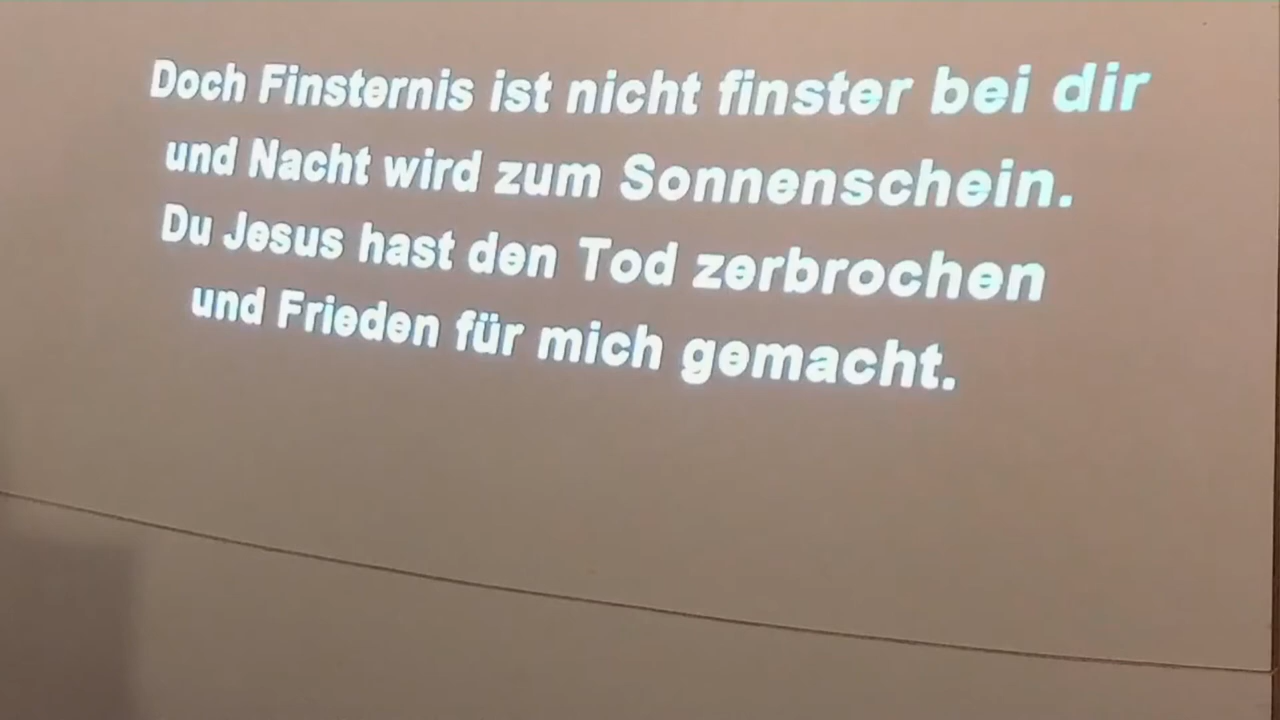 Doch Finsternis ist nicht finster bei dir
und Nacht wird zum Sonnenschein.
Du Jesus hast den Tod zerbrochen
und Frieden für mich gemacht.